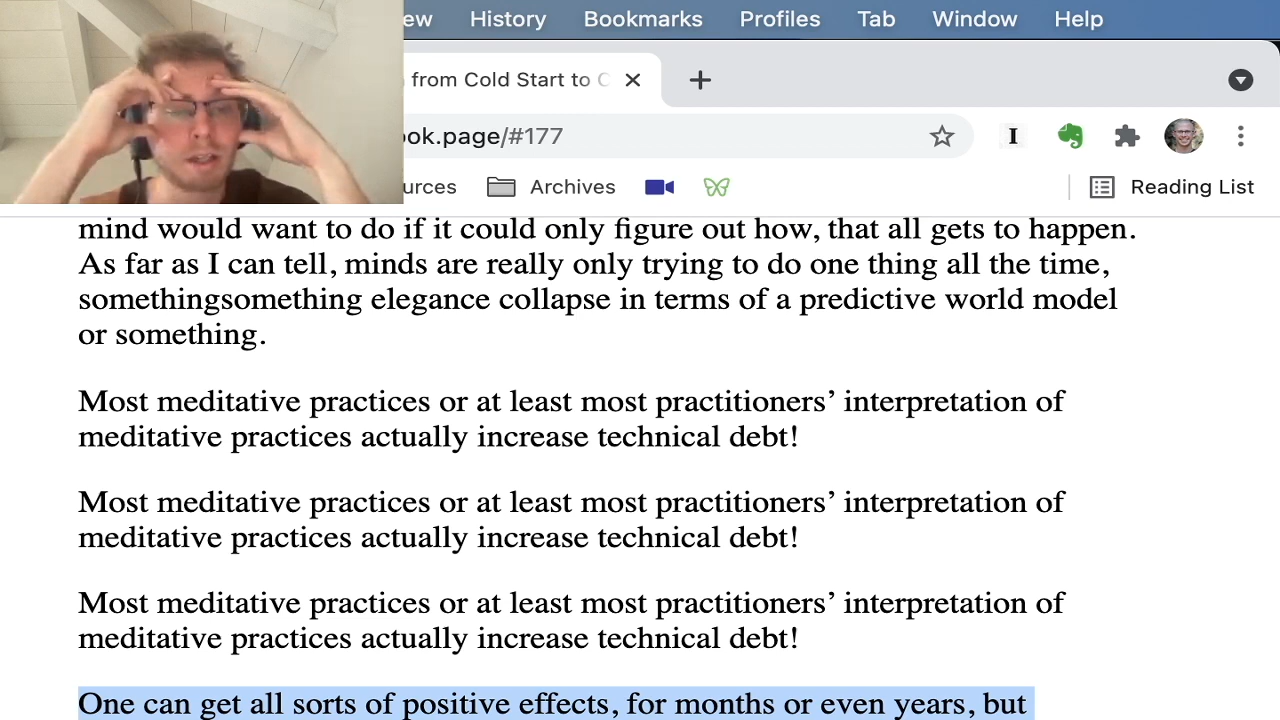 ew History Bookmarks Profiles Tab Window Help
from Cold Start to C
ok.page/#177
I
urces Archives Reading List
mind would want to do if it could only figure out how, that all gets to happen.
As far as I can tell, minds are really only trying to do one thing all the time,
somethingsomething elegance collapse in terms of a predictive world model
or something.
Most meditative practices or at least most practitioners’ interpretation of
meditative practices actually increase technical debt!
Most meditative practices or at least most practitioners’ interpretation of
meditative practices actually increase technical debt!
Most meditative practices or at least most practitioners’ interpretation of
meditative practices actually increase technical debt!
One can get all sorts of positive effects, for months or even years, but